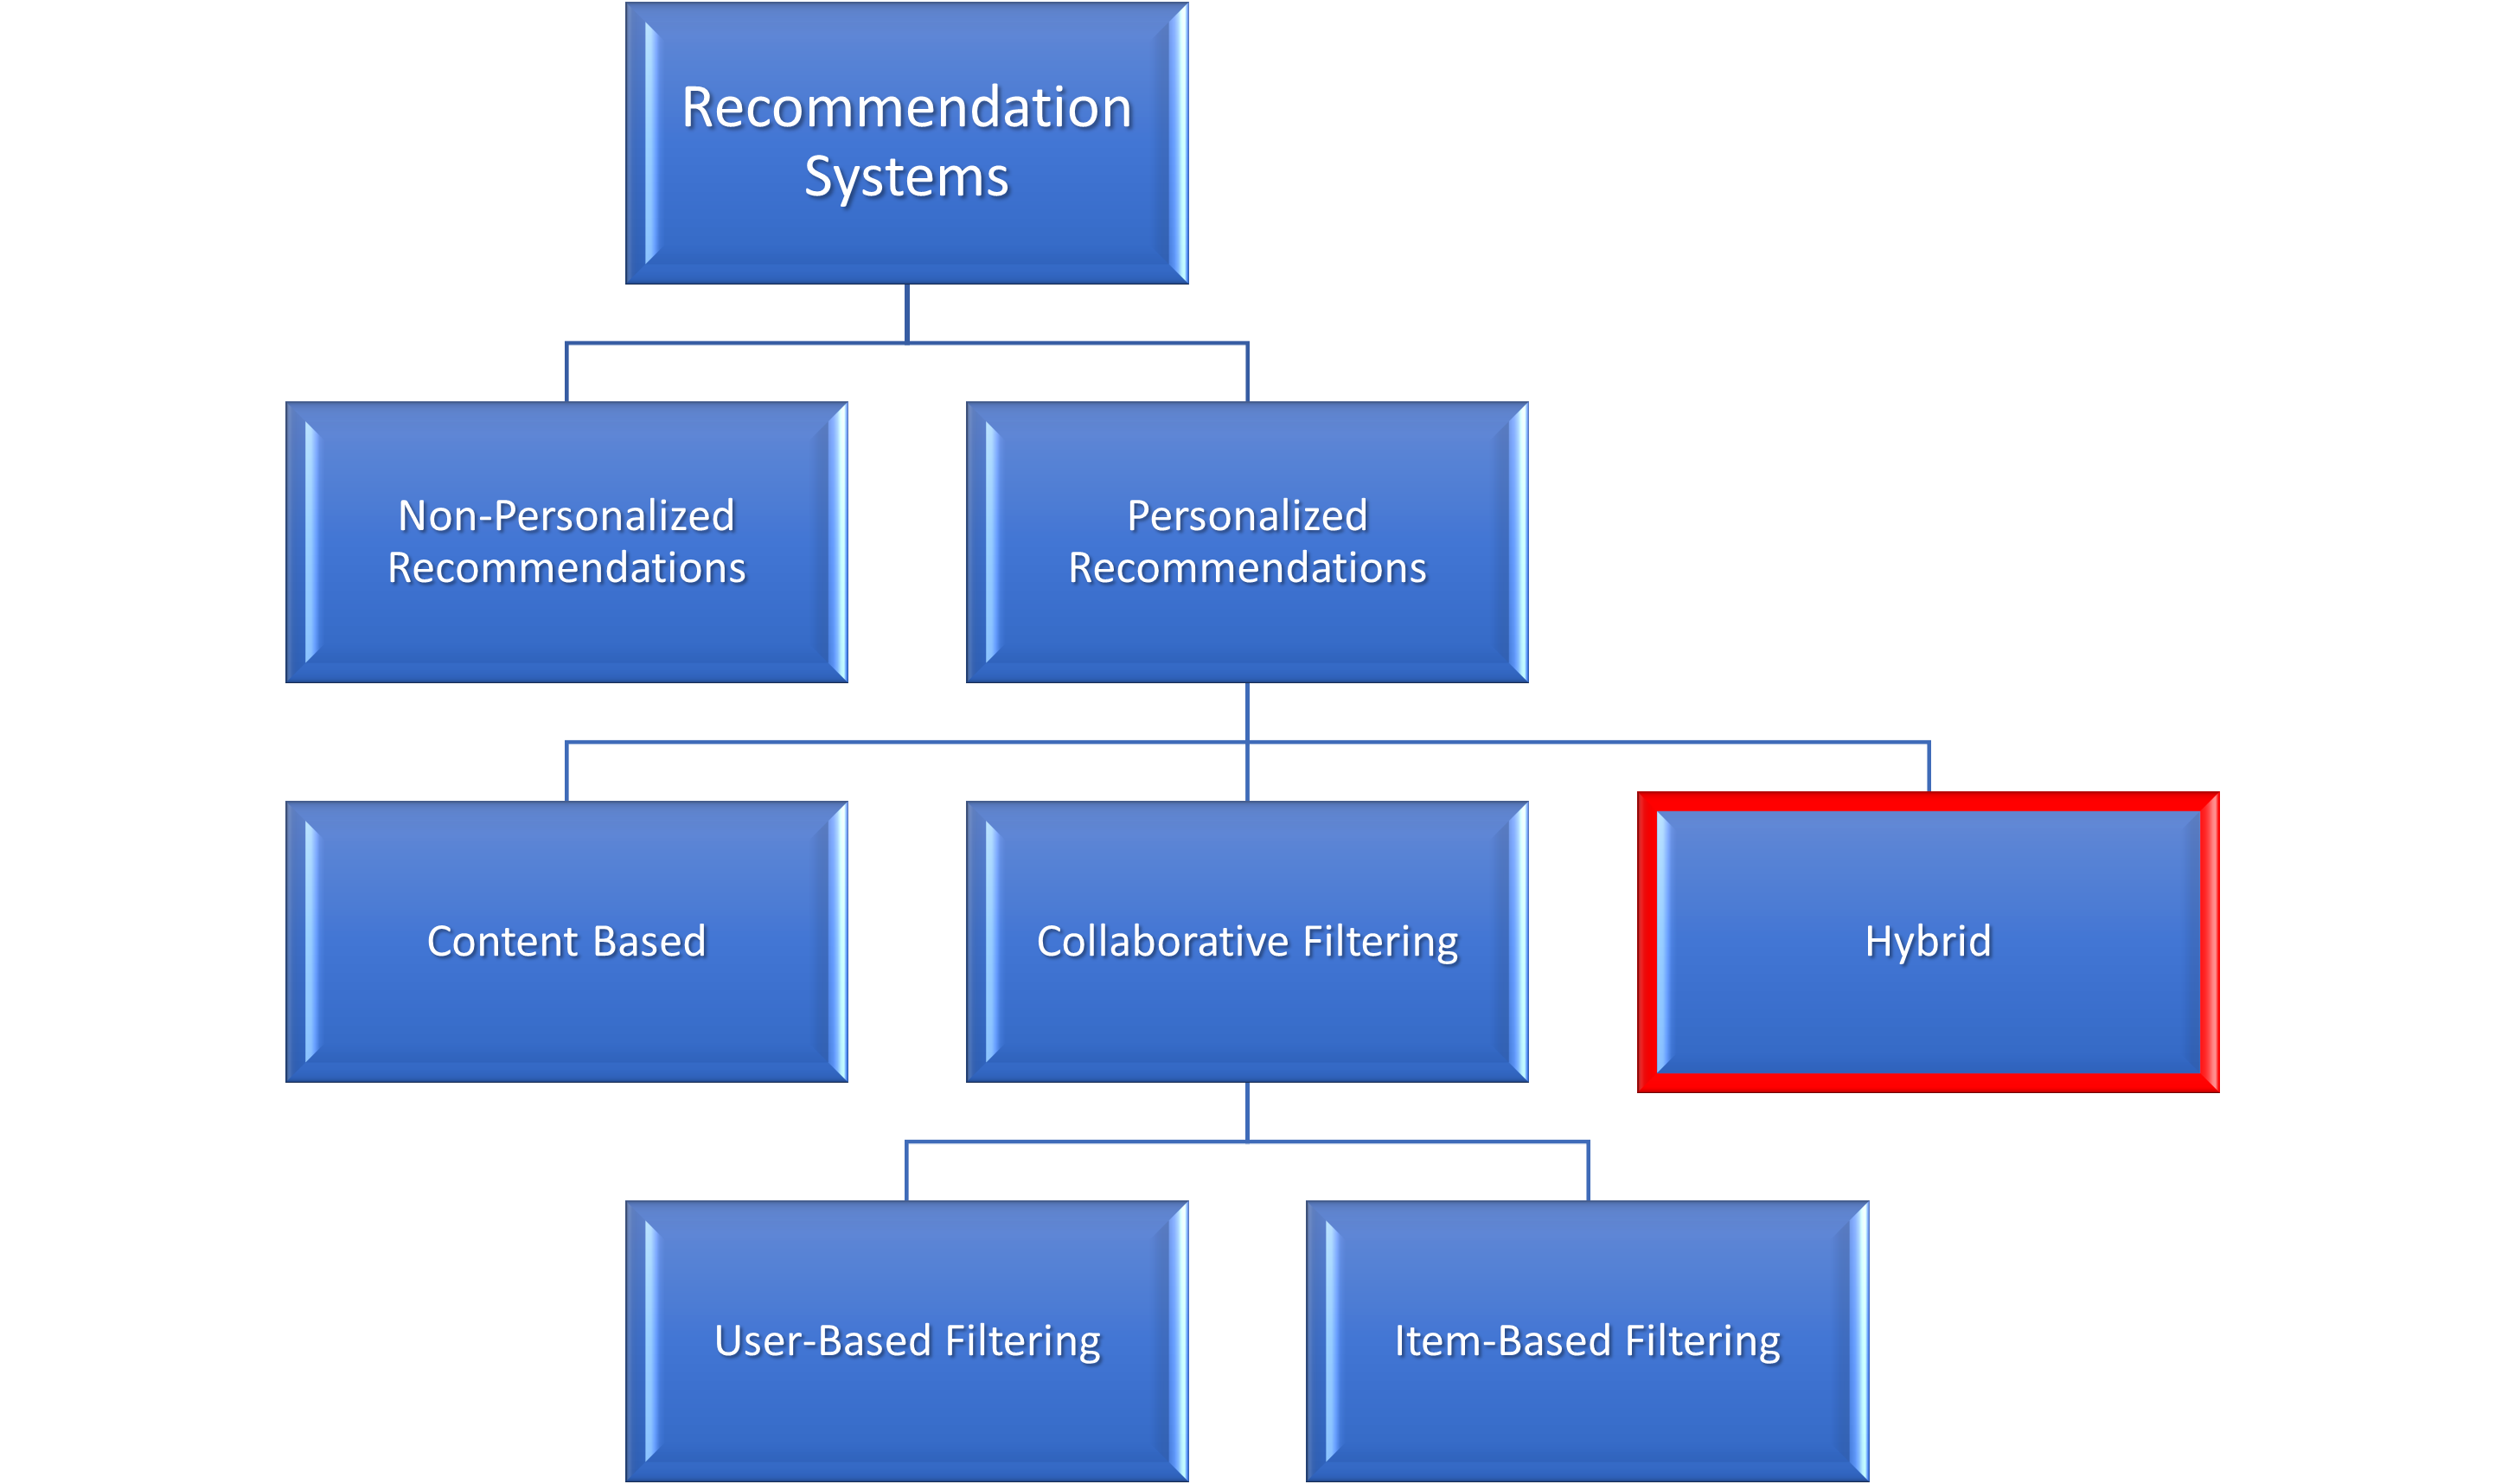 Recommendation
Systems
Non-Personalized
Recommendations
Personalized
Recommendations
Content Based
Collaborative Filtering
Hybrid
User-Based Filtering
Item-Based Filtering